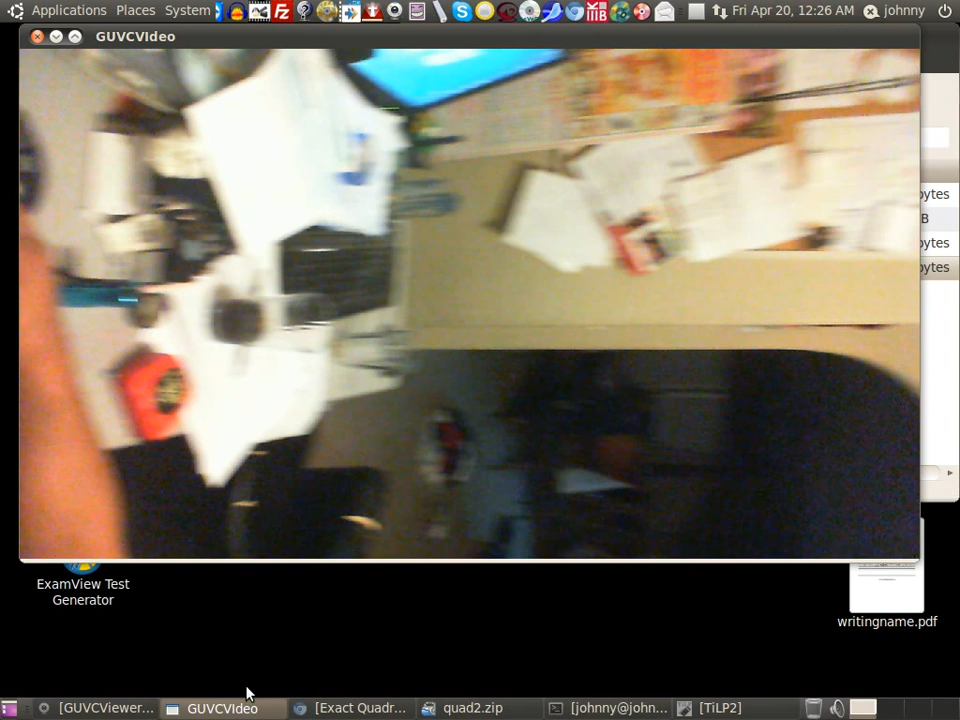 Applications Places System Fri Apr 20, 12:26 AM johnny
GUVCVIdeo
bytes
B
bytes
bytes
ExamView Test
Generator
writingname.pdf
[GUVCViewer... GUVCVIdeo [Exact Quadr... quad2.zip [johnny@john... [TiLP2]